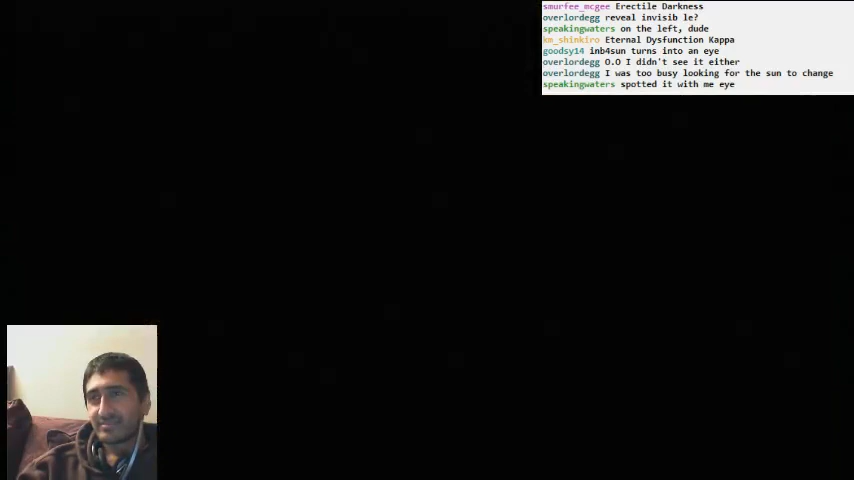 smurfee_mcgee Erectile Darkness
overlordegg reveal invisib le?
speakingwaters on the left, dude
km_shinkiro Eternal Dysfunction Kappa
goodsy14 inb4sun turns into an eye
overlordegg O.O I didn't see it either
overlordegg I was too busy looking for the sun to change
speakingwaters spotted it with me eye